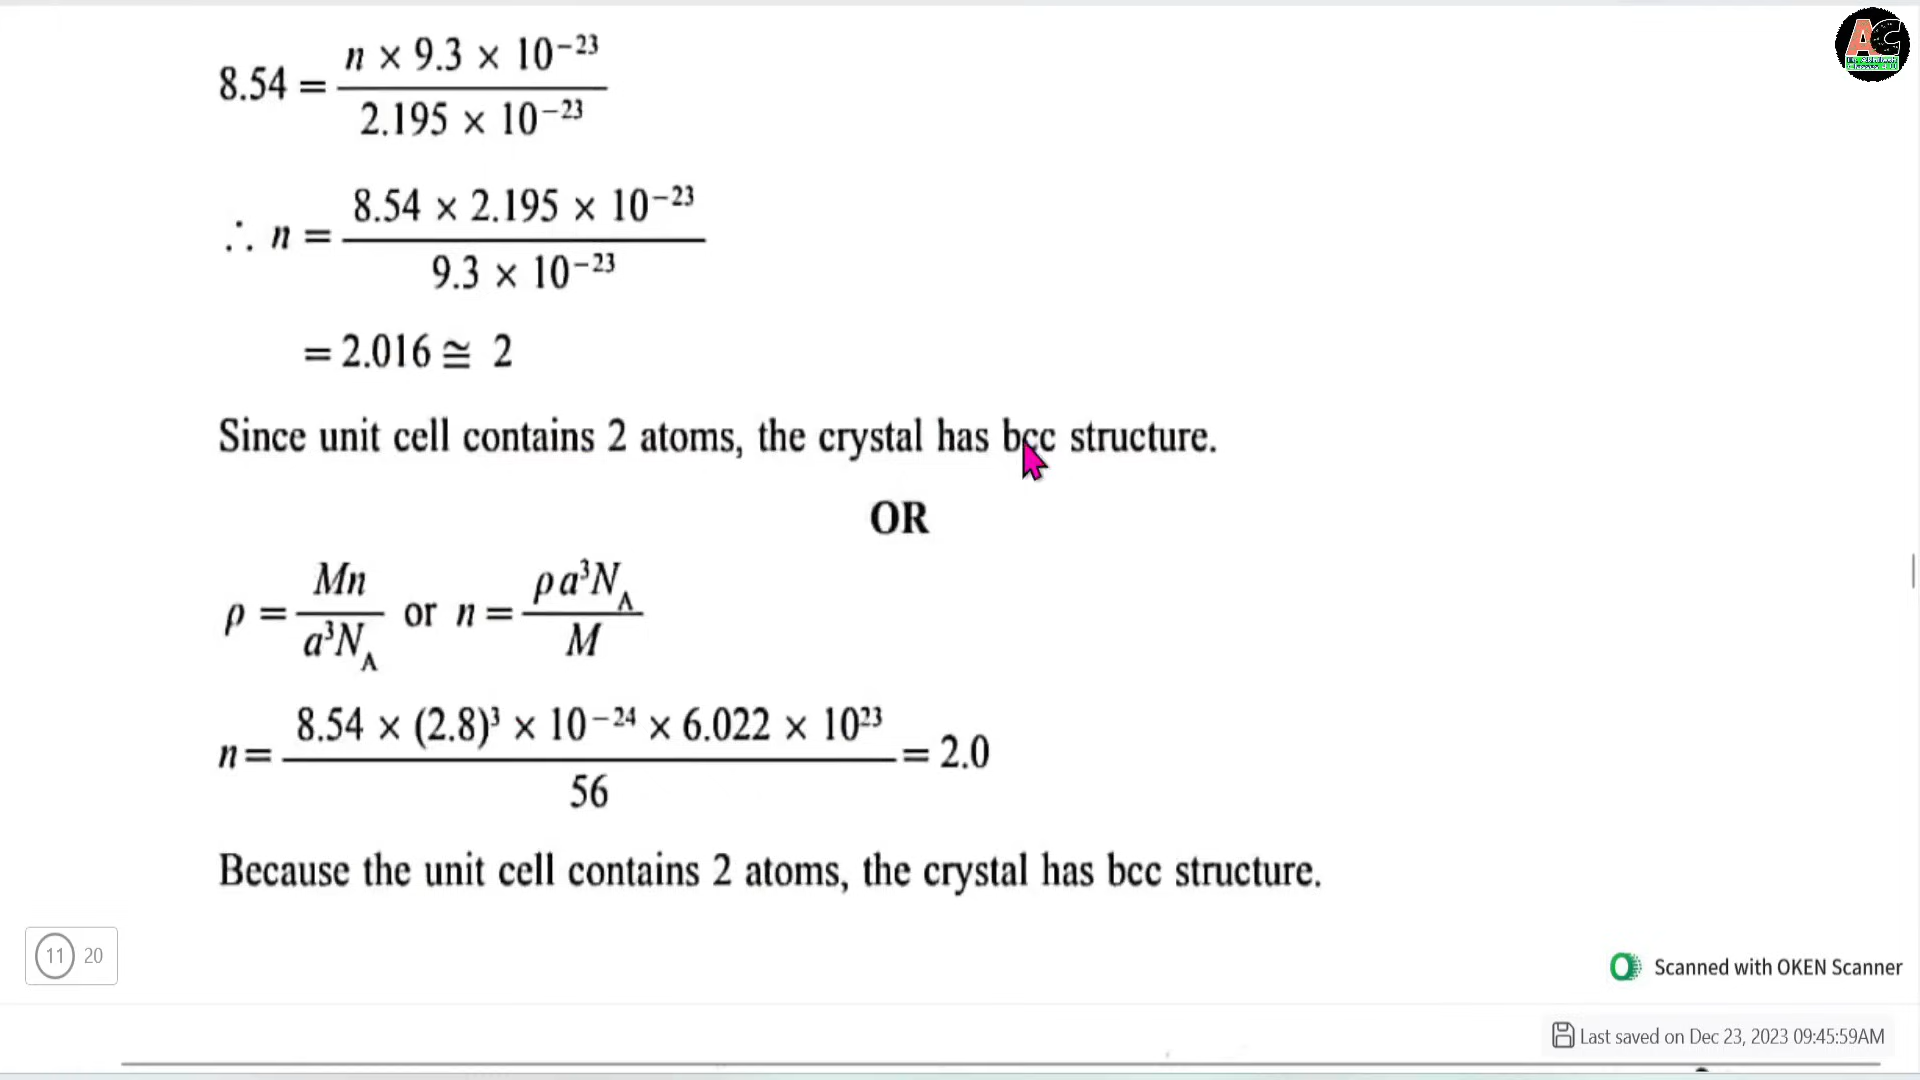 AC
8.54 = n × 9.3 × 10⁻²³ / 2.195 × 10⁻²³
∴ n = 8.54 × 2.195 × 10⁻²³ / 9.3 × 10⁻²³
= 2.016 ≅ 2
Since unit cell contains 2 atoms, the crystal has bcc structure.
OR
ρ = Mn / a³N_A or n = ρa³N_A / M
n = 8.54 × (2.8)³ × 10⁻²⁴ × 6.022 × 10²³ / 56 = 2.0
Because the unit cell contains 2 atoms, the crystal has bcc structure.
11 20
Scanned with OKEN Scanner
Last saved on Dec 23, 2023 09:45:59AM